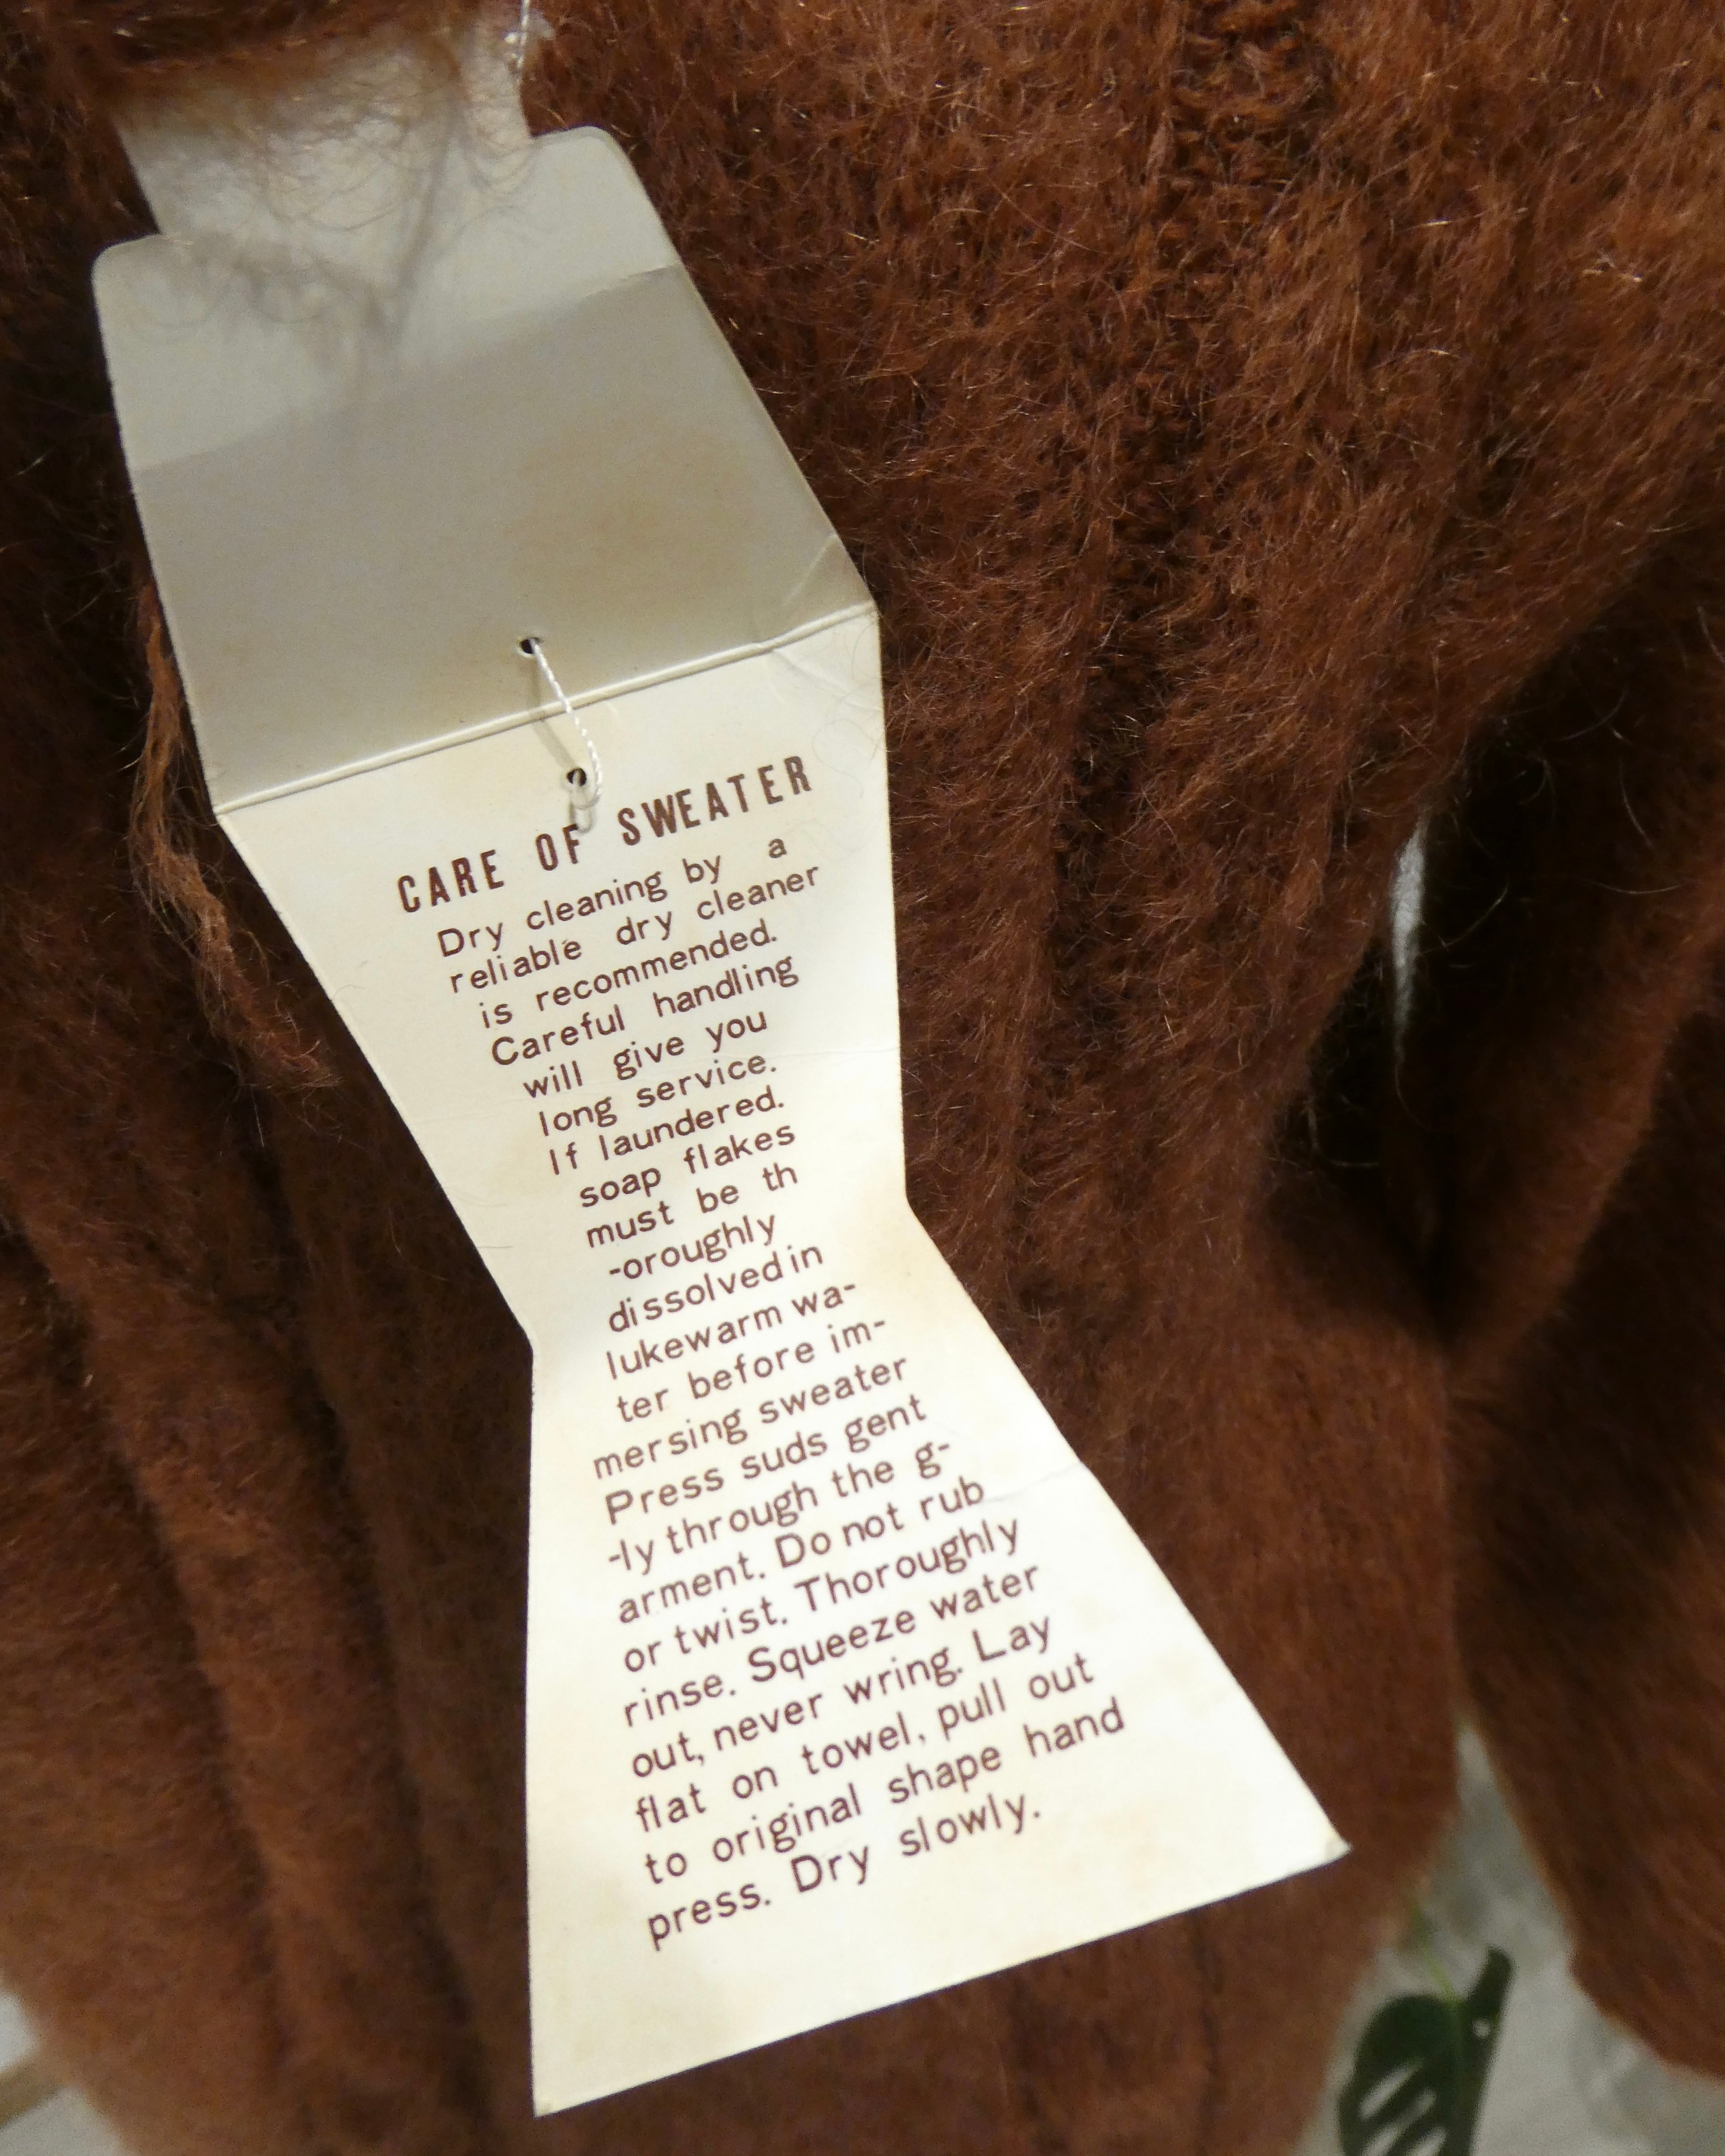 CARE OF SWEATER
Dry cleaning by a
reliable dry cleaner
is recommended.
Careful handling
will give you
long service.
If laundered.
soap flakes
must be th
-oroughly
dissolved in
lukewarm wa-
ter before im-
mersing sweater
Press suds gent
-ly through the g-
arment. Do not rub
or twist. Thoroughly
rinse. Squeeze water
out, never wring. Lay
flat on towel, pull out
to original shape hand
press. Dry slowly.